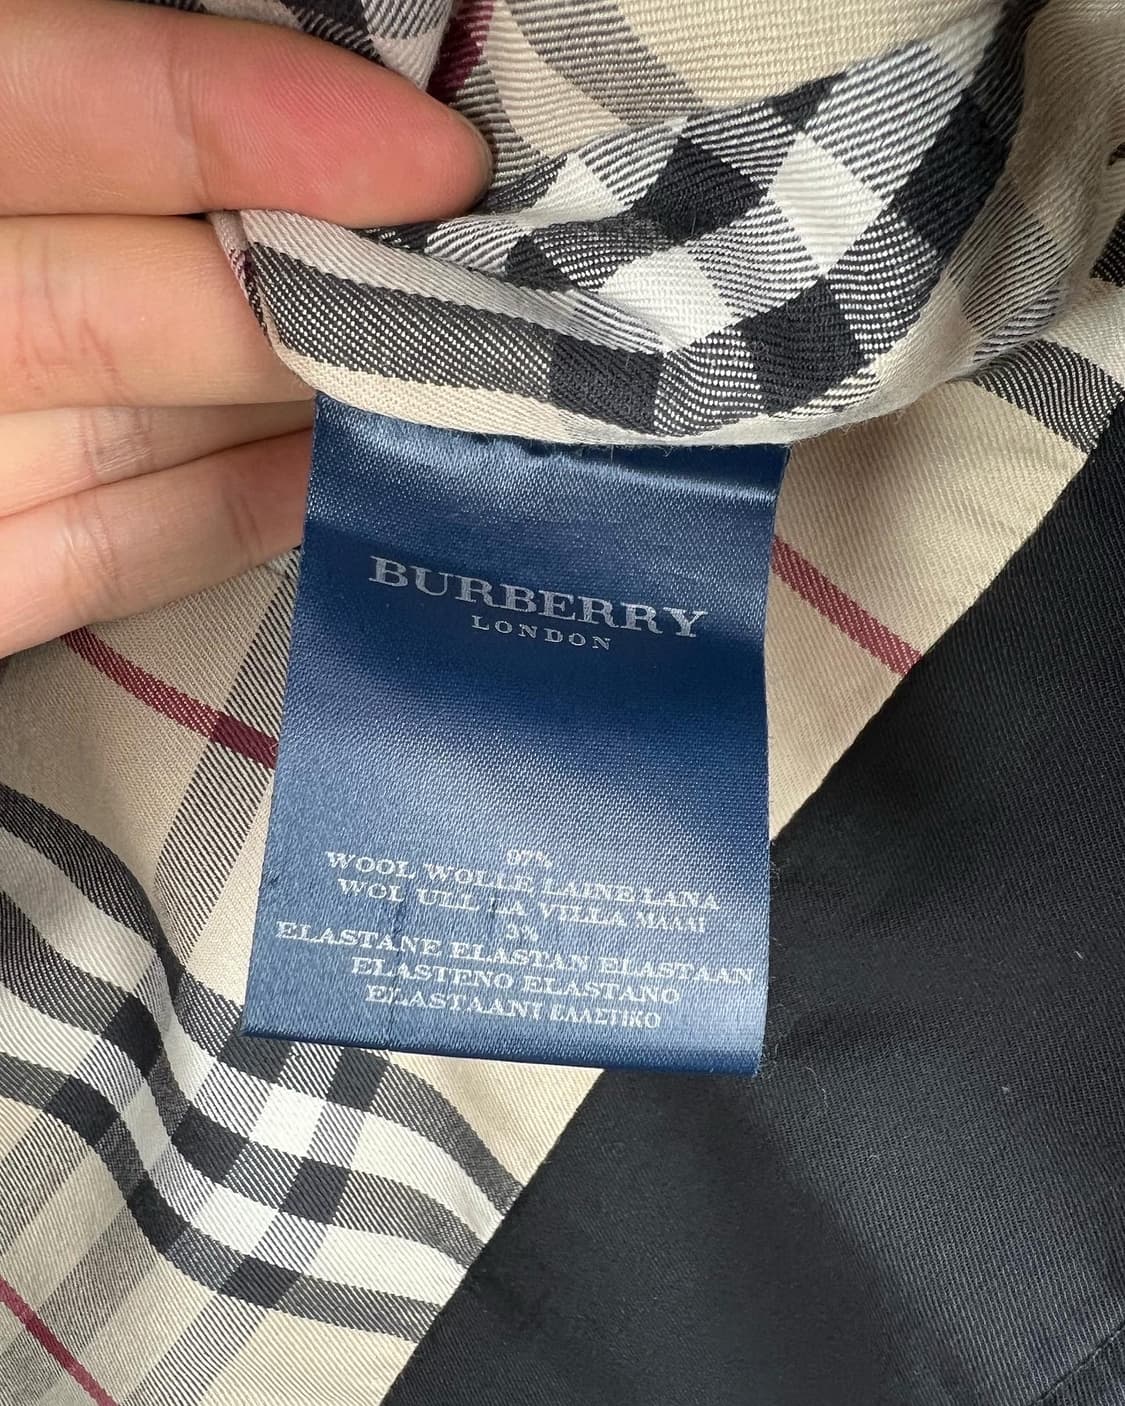 BURBERRY
LONDON
97%
WOOL WOLLE LAINE LANA
WOL ULL LA VILLA ΜΑΛΛΙ
3%
ELASTANE ELASTAN ELASTAAN
ELASTENO ELASTANO
ELASTAANI ΕΛΑΣΤΙΚΟ